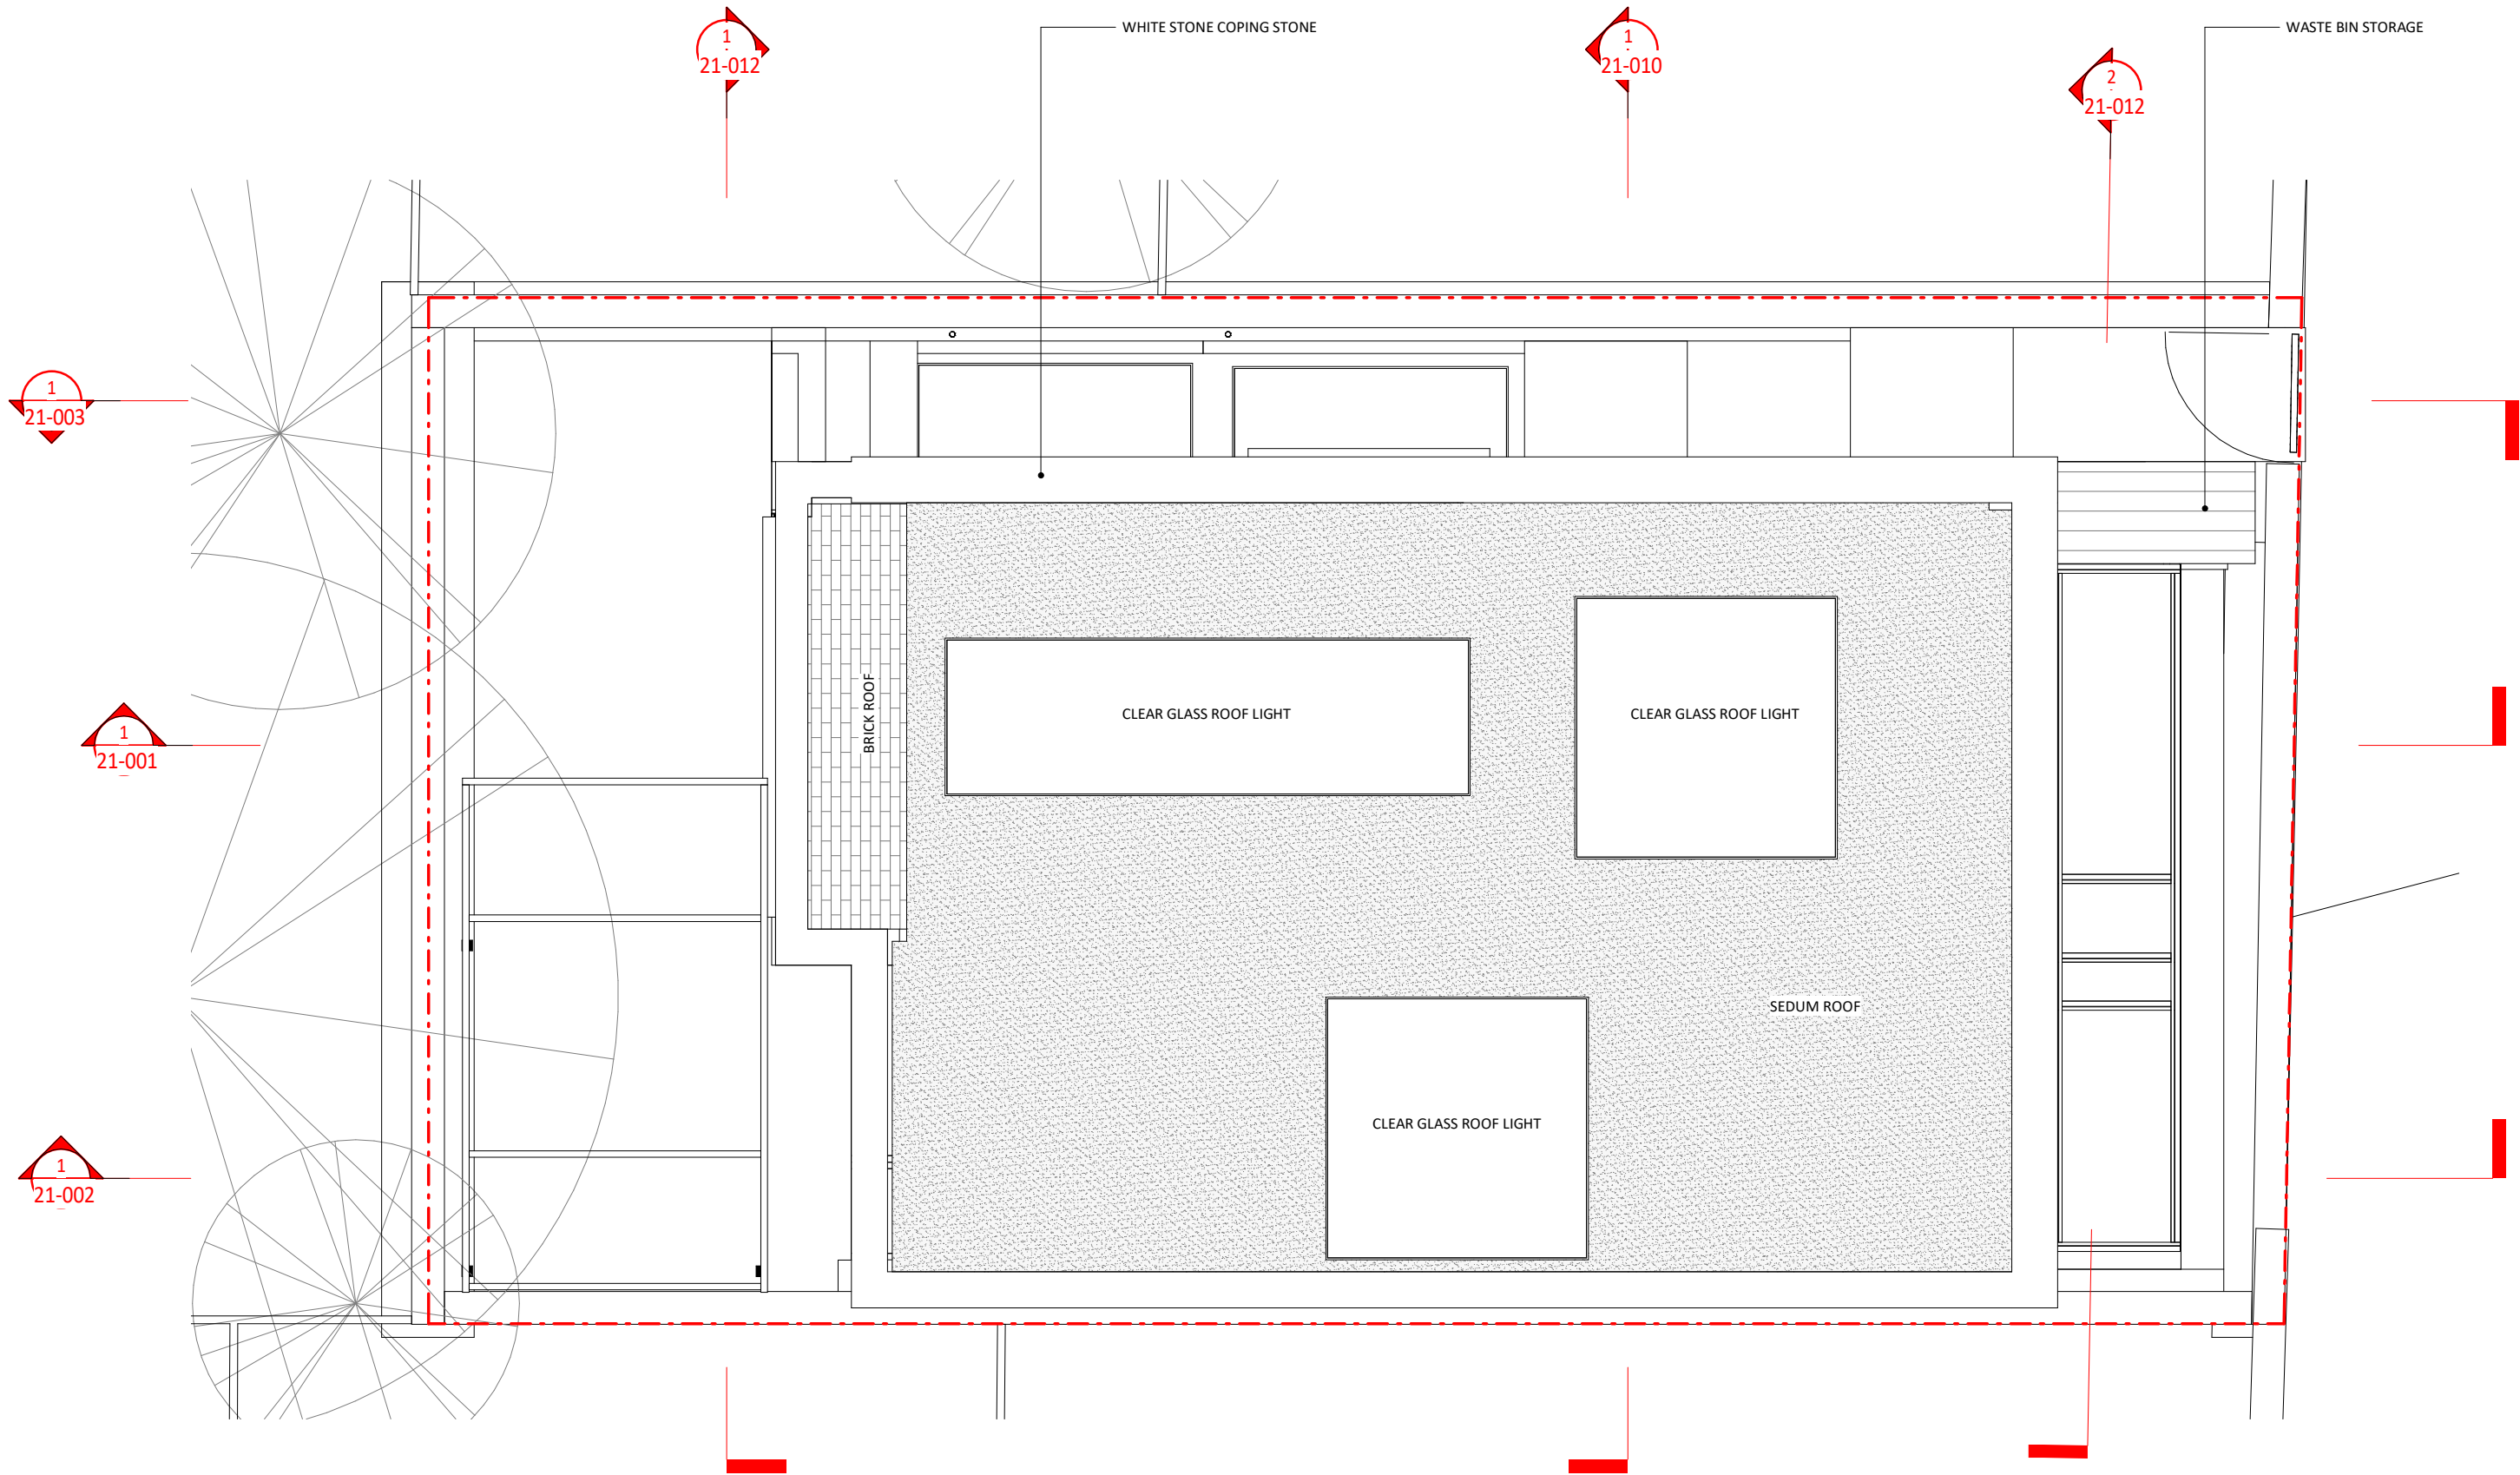 WHITE STONE COPING STONE
WASTE BIN STORAGE
1
21-012
1
21-010
2
21-012
1
21-003
1
21-001
1
21-002
BRICK ROOF
CLEAR GLASS ROOF LIGHT
CLEAR GLASS ROOF LIGHT
SEDUM ROOF
CLEAR GLASS ROOF LIGHT